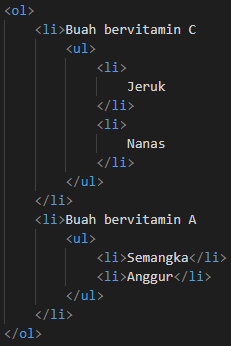 <ol>
<li>Buah bervitamin C
<ul>
<li>
Jeruk
</li>
<li>
Nanas
</li>
</ul>
</li>
<li>Buah bervitamin A
<ul>
<li>Semangka</li>
<li>Anggur</li>
</ul>
</li>
</ol>